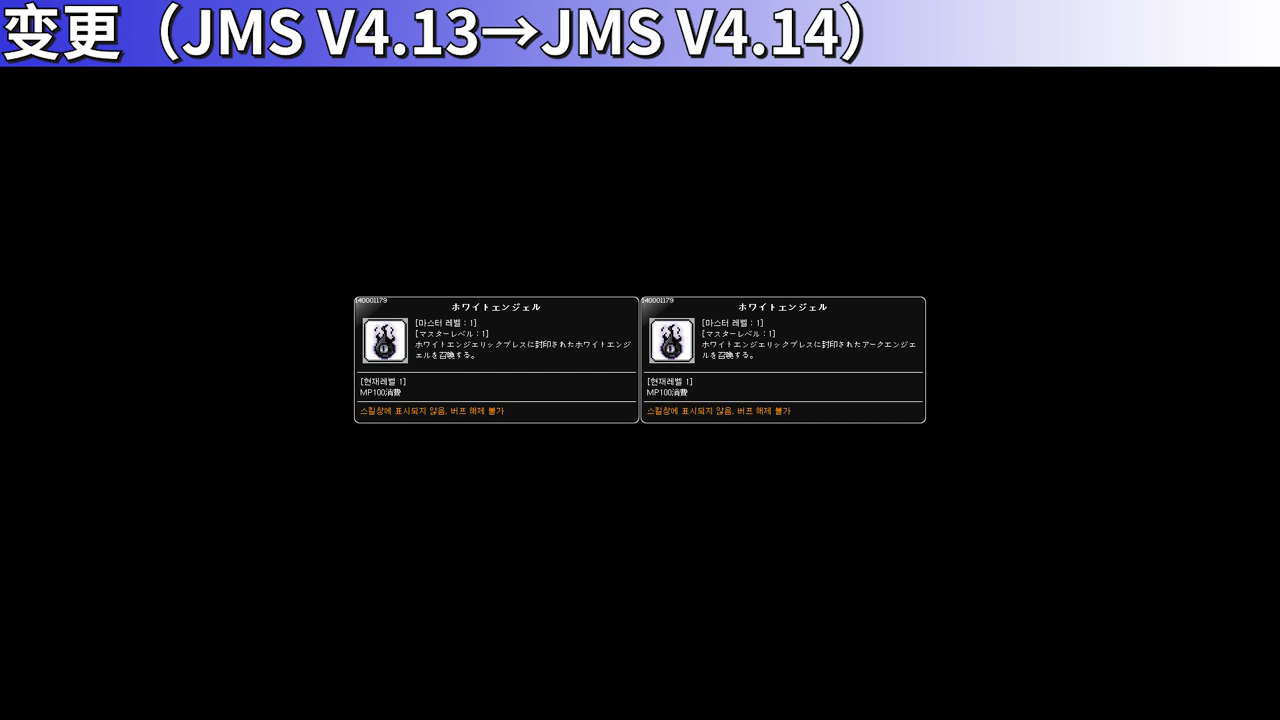 变更（JMS V4.13→JMS V4.14）
140001179
ホワイトエンジェル
[마스터 레벨 : 1]
[マスターレベル：1]
ホワイトエンジェリックブレスに封印されたホワイトエンジ
ェルを召喚する。
[현재레벨 1]
MP100消費
스킬창에 표시되지 않음, 버프 해제 불가
140001179
ホワイトエンジェル
[마스터 레벨 : 1]
[マスターレベル：1]
ホワイトエンジェリックブレスに封印されたアークエンジェ
ルを召喚する。
[현재레벨 1]
MP100消費
스킬창에 표시되지 않음, 버프 해제 불가